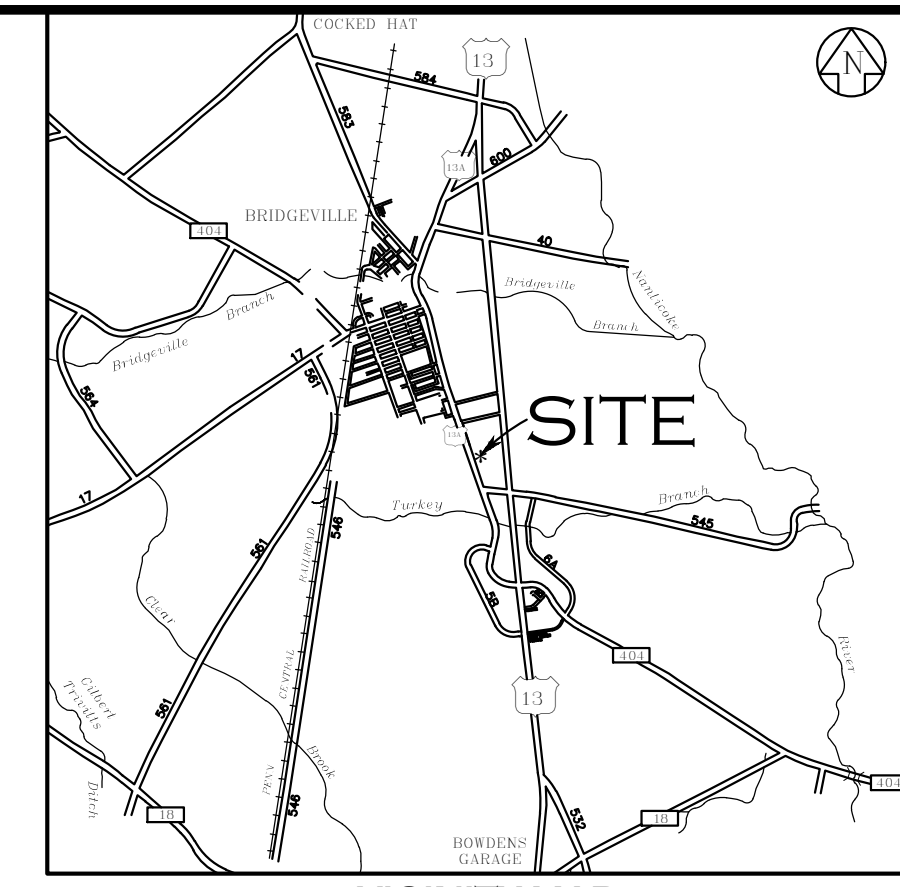 COCKED HAT
N
13
584
583
13A
600
BRIDGEVILLE
404
40
Bridgeville
Branch
Nanticoke
Branch
Bridgeville
17
561
564
SITE
13A
17
Turkey
Branch
545
546
RAILROAD
561
6A
5B
Clear
404
River
CENTRAL
Gilbert
Trivitts
13
561
Brook
PENN
404
Ditch
546
18
18
532
BOWDENS
GARAGE